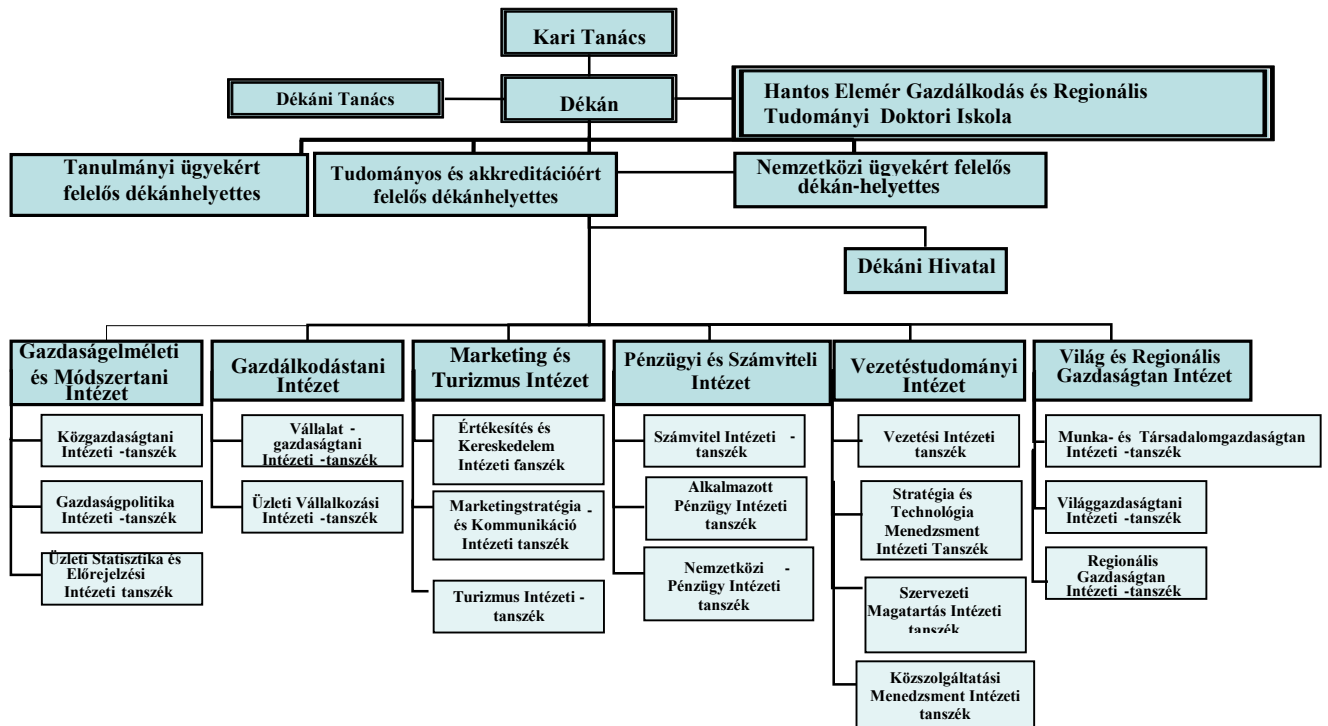 Kari Tanács
Dékáni Tanács
Dékán
Hantos Elemér Gazdálkodás és Regionális
Tudományi Doktori Iskola
Tanulmányi ügyekért
felelős dékánhelyettes
Tudományos és akkreditációért
felelős dékánhelyettes
Nemzetközi ügyekért felelős
dékán-helyettes
Dékáni Hivatal
Gazdaságelméleti
és Módszertani
Intézet
Gazdálkodástani
Intézet
Marketing és
Turizmus Intézet
Pénzügyi és Számviteli
Intézet
Vezetéstudományi
Intézet
Világ és Regionális
Gazdaságtan Intézet
Közgazdaságtani
Intézeti -tanszék
Gazdaságpolitika
Intézeti -tanszék
Üzleti Statisztika és
Előrejelzési
Intézeti tanszék
Vállalat -
gazdaságtani
Intézeti -tanszék
Üzleti Vállalkozási
Intézeti -tanszék
Értékesítés és
Kereskedelem
Intézeti fanszék
Marketingstratégia -
és Kommunikáció
Intézeti tanszék
Turizmus Intézeti -
tanszék
Számvitel Intézeti -
tanszék
Alkalmazott
Pénzügy Intézeti
tanszék
Nemzetközi -
Pénzügy Intézeti
tanszék
Vezetési Intézeti
tanszék
Stratégia és
Technológia
Menedzsment
Intézeti Tanszék
Szervezeti
Magatartás Intézeti
tanszék
Közszolgáltatási
Menedzsment Intézeti
tanszék
Munka- és Társadalomgazdaságtan
Intézeti -tanszék
Világgazdaságtani
Intézeti -tanszék
Regionális
Gazdaságtan
Intézeti -tanszék